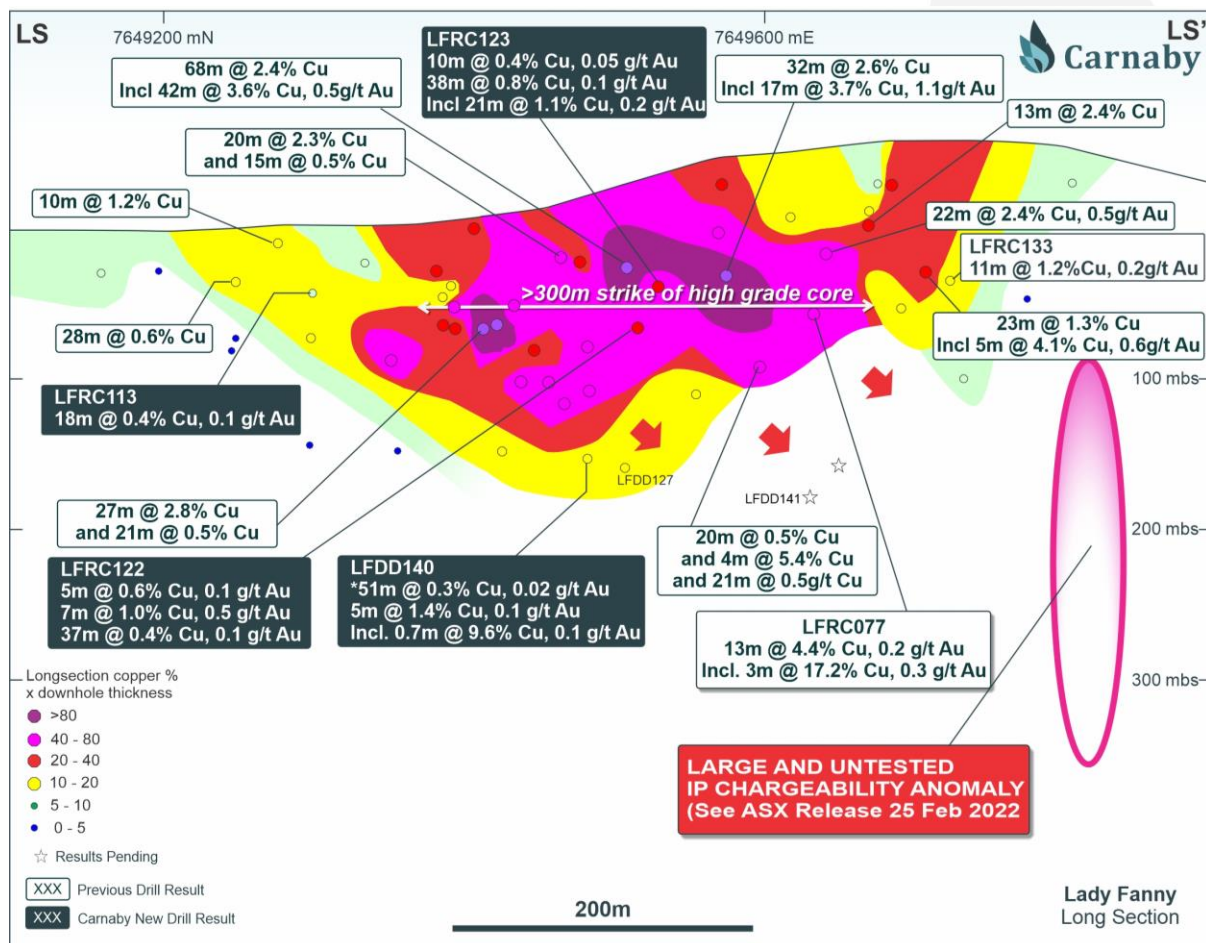 LS
7649200 mN
7649600 mE
LS'
Carnaby
68m @ 2.4% Cu
Incl 42m @ 3.6% Cu, 0.5g/t Au
LFRC123
10m @ 0.4% Cu, 0.05 g/t Au
38m @ 0.8% Cu, 0.1 g/t Au
Incl 21m @ 1.1% Cu, 0.2 g/t Au
32m @ 2.6% Cu
Incl 17m @ 3.7% Cu, 1.1g/t Au
13m @ 2.4% Cu
20m @ 2.3% Cu
and 15m @ 0.5% Cu
10m @ 1.2% Cu
22m @ 2.4% Cu, 0.5g/t Au
LFRC133
11m @ 1.2%Cu, 0.2g/t Au
>300m strike of high grade core
28m @ 0.6% Cu
23m @ 1.3% Cu
Incl 5m @ 4.1% Cu, 0.6g/t Au
LFRC113
18m @ 0.4% Cu, 0.1 g/t Au
100 mbs
LFDD127
LFDD141
27m @ 2.8% Cu
and 21m @ 0.5% Cu
20m @ 0.5% Cu
and 4m @ 5.4% Cu
and 21m @ 0.5g/t Cu
200 mbs
LFRC122
5m @ 0.6% Cu, 0.1 g/t Au
7m @ 1.0% Cu, 0.5 g/t Au
37m @ 0.4% Cu, 0.1 g/t Au
LFDD140
*51m @ 0.3% Cu, 0.02 g/t Au
5m @ 1.4% Cu, 0.1 g/t Au
Incl. 0.7m @ 9.6% Cu, 0.1 g/t Au
LFRC077
13m @ 4.4% Cu, 0.2 g/t Au
Incl. 3m @ 17.2% Cu, 0.3 g/t Au
300 mbs
Longsection copper %
x downhole thickness
>80
40 - 80
20 - 40
10 - 20
5 - 10
0 - 5
Results Pending
XXX Previous Drill Result
XXX Carnaby New Drill Result
LARGE AND UNTESTED
IP CHARGEABILITY ANOMALY
(See ASX Release 25 Feb 2022
200m
Lady Fanny
Long Section